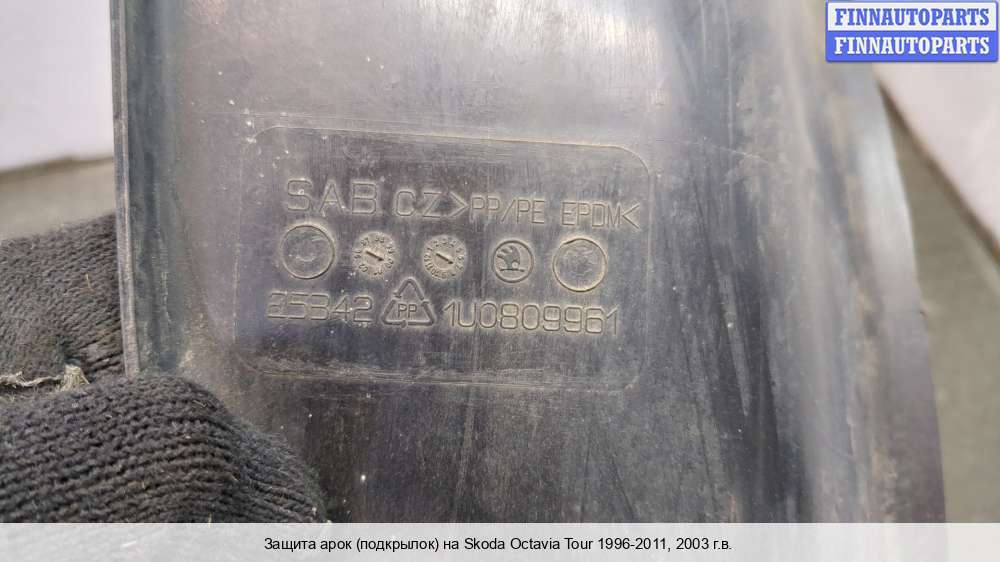 FINNAUTOPARTS
FINNAUTOPARTS
SAB CZ >PP/PE EPDM<
25342 PP 1U0809961
Защита арок (подкрылок) на Skoda Octavia Tour 1996-2011, 2003 г.в.